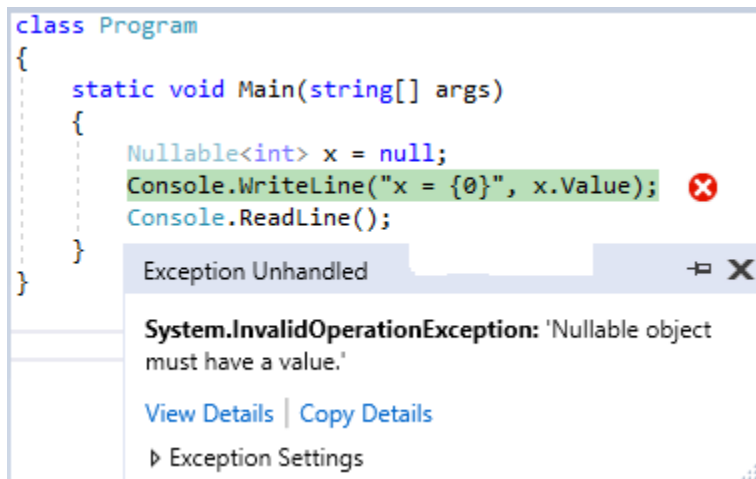 class Program
{
static void Main(string[] args)
{
Nullable<int> x = null;
Console.WriteLine("x = {0}", x.Value);
Console.ReadLine();
}
}
Exception Unhandled
System.InvalidOperationException: 'Nullable object
must have a value.'
View Details | Copy Details
Exception Settings